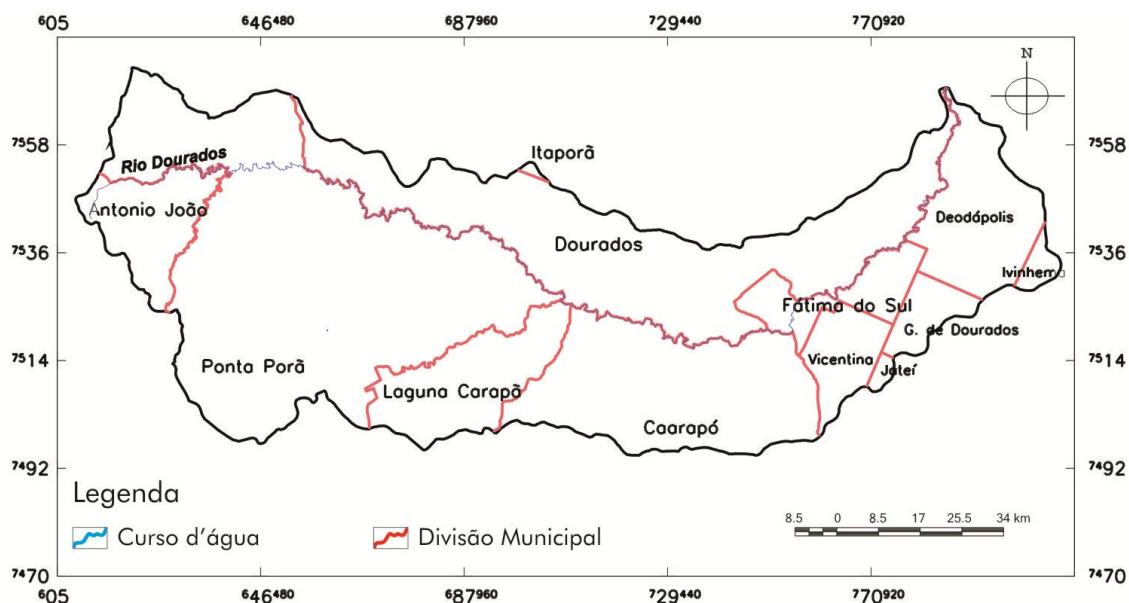 605 646480 687960 729440 770920
N
7558 7558
Itaporã
Rio Dourados
Antonio João
Deodápolis
Dourados
7536 7536
Ivinhema
Fátima do Sul
G. de Dourados
7514 7514
Ponta Porã
Vicentina
Jateí
Laguna Carapã
Caarapó
7492 7492
Legenda
Curso d'água
Divisão Municipal
8.5 0 8.5 17 25.5 34 km
7470 7470
605 646480 687960 729440 770920